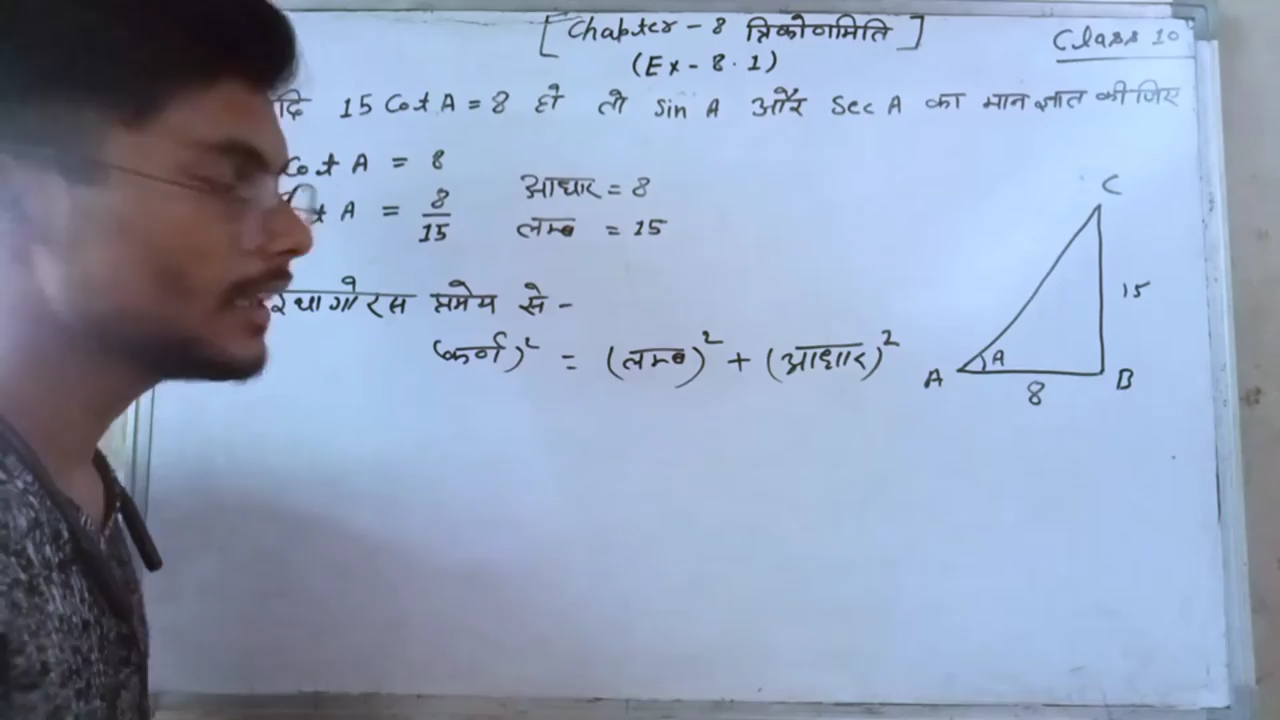 [ Chapter - 8 त्रिकोणमिति ]
Class 10
(Ex - 8.1)
दि 15 Cot A = 8 हो तो Sin A और Sec A का मान ज्ञात कीजिए
Cot A = 8
t A = 8/15
आधार = 8
लम्ब = 15
प्रमेय से -
(कर्ण)² = (लम्ब)² + (आधार)²
C
15
A
A
8
B